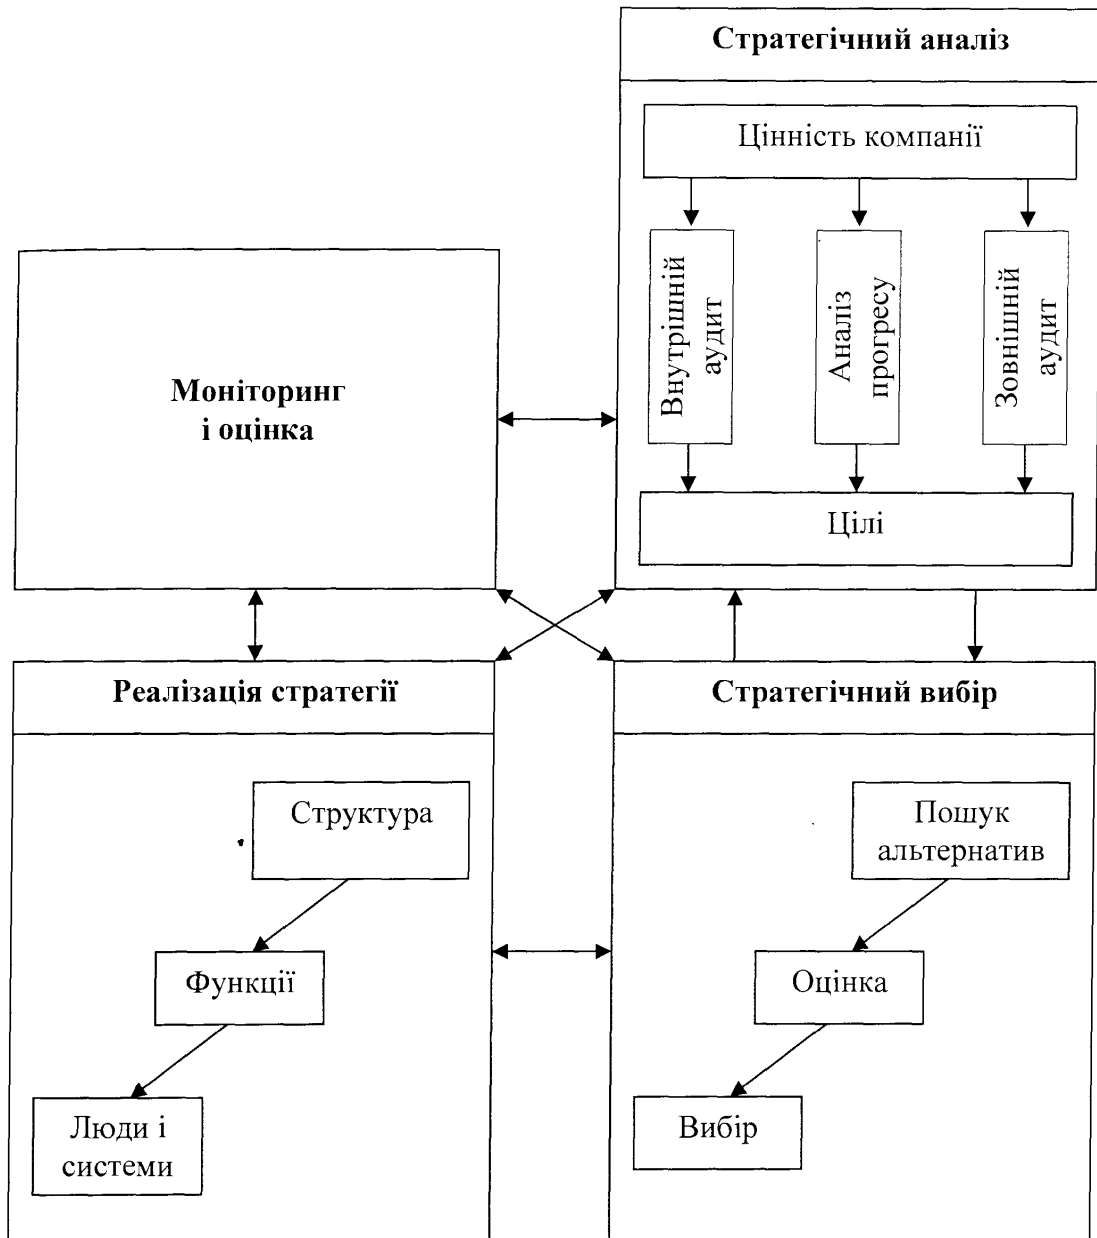 Стратегічний аналіз
Цінність компанії
Внутрішній
аудит
Аналіз
прогресу
Зовнішній
аудит
Цілі
Моніторинг
і оцінка
Реалізація стратегії
Структура
Функції
Люди і
системи
Стратегічний вибір
Пошук
альтернатив
Оцінка
Вибір